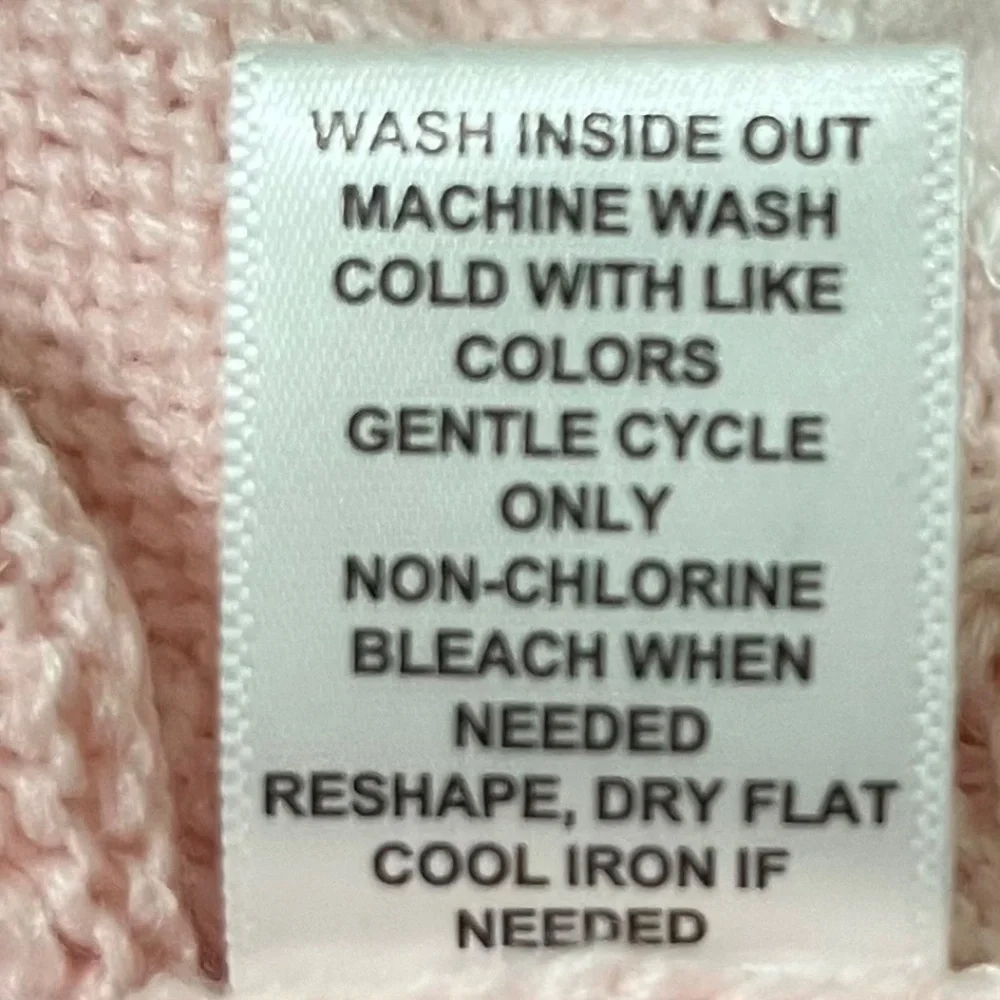 WASH INSIDE OUT
MACHINE WASH
COLD WITH LIKE
COLORS
GENTLE CYCLE
ONLY
NON-CHLORINE
BLEACH WHEN
NEEDED
RESHAPE, DRY FLAT
COOL IRON IF
NEEDED